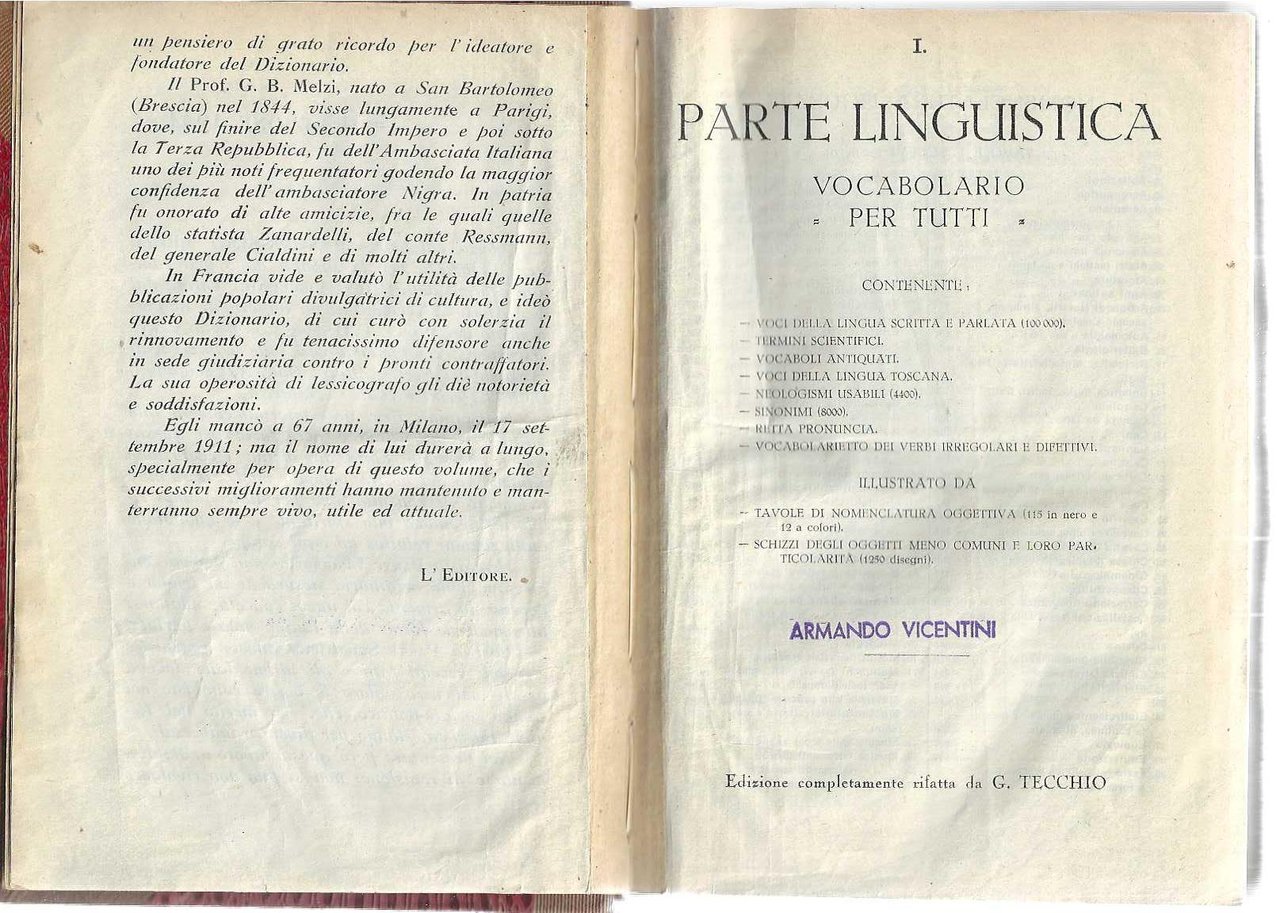 un pensiero di grato ricordo per l'ideatore e
fondatore del Dizionario.
Il Prof. G. B. Melzi, nato a San Bartolomeo
(Brescia) nel 1844, visse lungamente a Parigi,
dove, sul finire del Secondo Impero e poi sotto
la Terza Repubblica, fu dell'Ambasciata Italiana
uno dei più noti frequentatori godendo la maggior
confidenza dell'ambasciatore Nigra. In patria
fu onorato di alte amicizie, fra le quali quelle
dello statista Zanardelli, del conte Ressmann,
del generale Cialdini e di molti altri.
In Francia vide e valutò l'utilità delle pub-
blicazioni popolari divulgatrici di cultura, e ideò
questo Dizionario, di cui curò con solerzia il
rinnovamento e fu tenacissimo difensore anche
in sede giudiziaria contro i pronti contraffatori.
La sua operosità di lessicografo gli diè notorietà
e soddisfazioni.
Egli mancò a 67 anni, in Milano, il 17 set-
tembre 1911; ma il nome di lui durerà a lungo,
specialmente per opera di questo volume, che i
successivi miglioramenti hanno mantenuto e man-
terranno sempre vivo, utile ed attuale.
L'EDITORE.
I.
PARTE LINGUISTICA
VOCABOLARIO
PER TUTTI
CONTENENTE:
— VOCI DELLA LINGUA SCRITTA E PARLATA (100000).
— TERMINI SCIENTIFICI.
— VOCABOLI ANTIQUATI.
— VOCI DELLA LINGUA TOSCANA.
— NEOLOGISMI USABILI (4400).
— SINONIMI (8000).
— RETTA PRONUNCIA.
— VOCABOLARIETTO DEI VERBI IRREGOLARI E DIFETTIVI.
ILLUSTRATO DA
— TAVOLE DI NOMENCLATURA OGGETTIVA (115 in nero e
12 a colori).
— SCHIZZI DEGLI OGGETTI MENO COMUNI E LORO PAR-
TICOLARITÀ (1250 disegni).
ARMANDO VICENTINI
Edizione completamente rifatta da G. TECCHIO